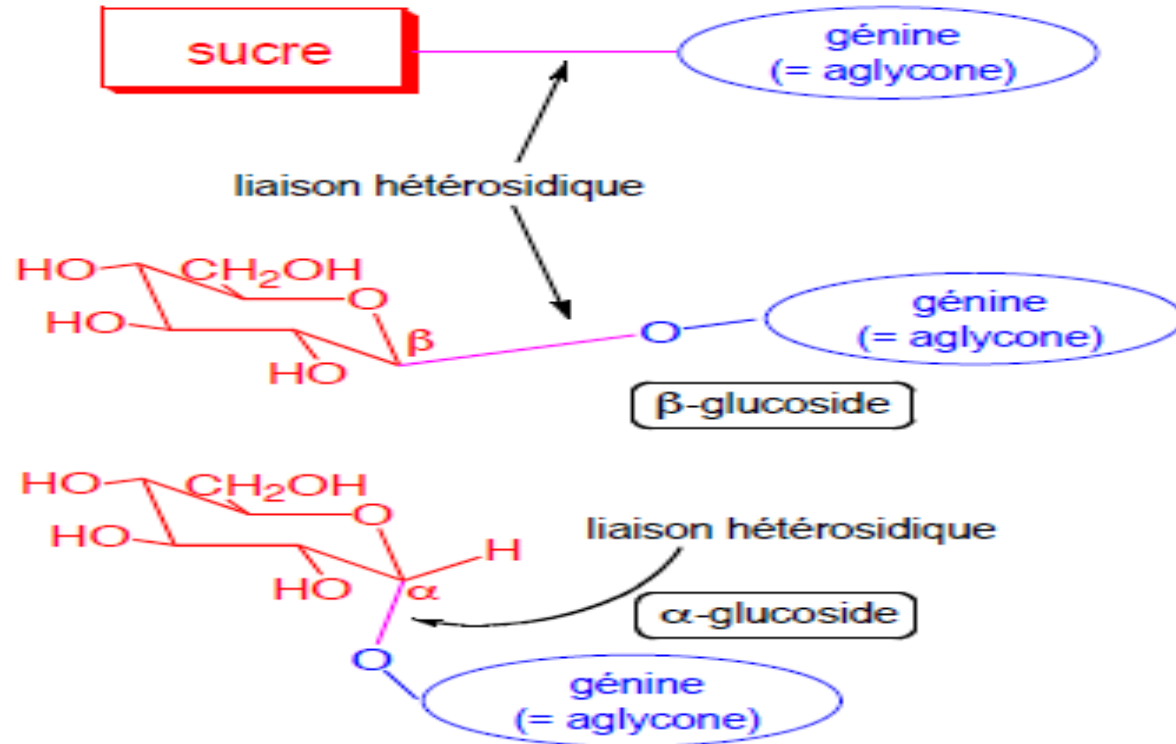 sucre
génine
(= aglycone)
liaison hétérosidique
HO
CH₂OH
O
HO
HO
β
O
génine
(= aglycone)
β-glucoside
HO
CH₂OH
O
HO
HO
H
α
liaison hétérosidique
α-glucoside
O
génine
(= aglycone)